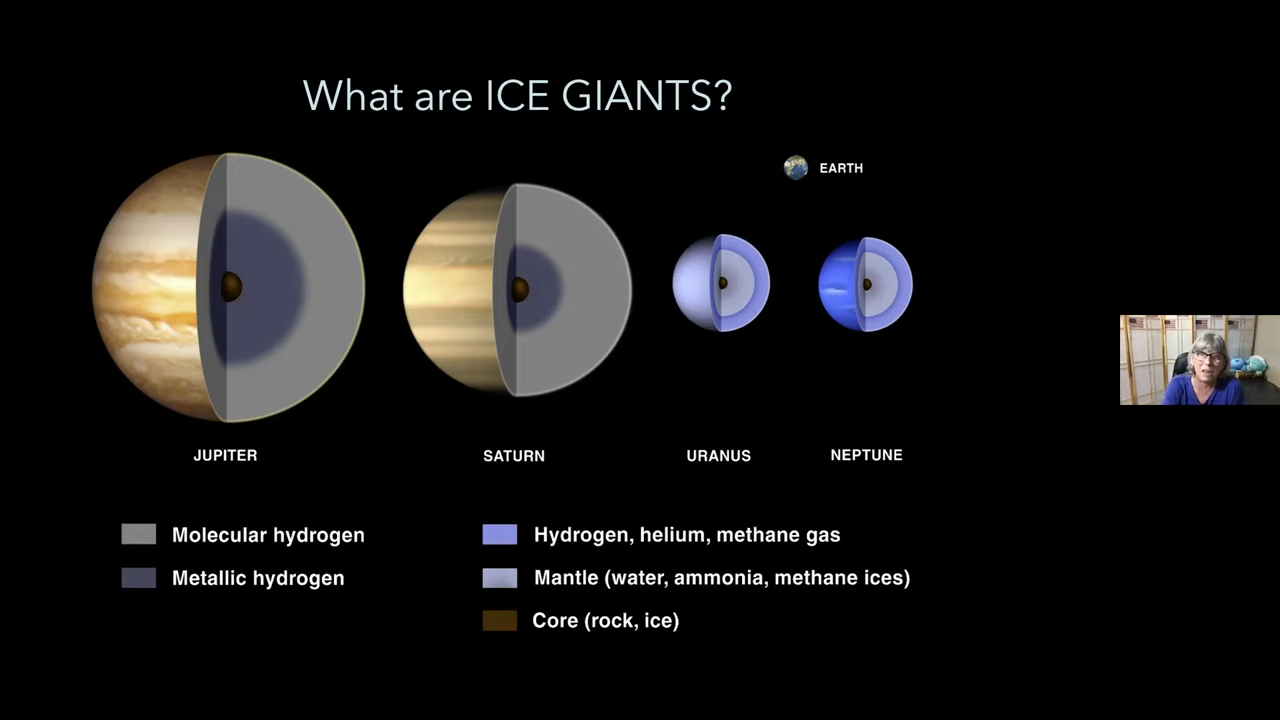 What are ICE GIANTS?
EARTH
JUPITER
SATURN
URANUS
NEPTUNE
Molecular hydrogen
Metallic hydrogen
Hydrogen, helium, methane gas
Mantle (water, ammonia, methane ices)
Core (rock, ice)